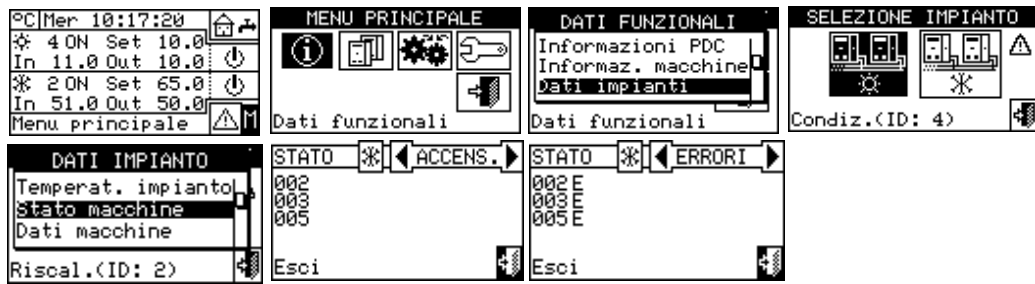 ºC Mer 10:17:20
4 ON Set 10.0
In 11.0 Out 10.0
2 ON Set 65.0
In 51.0 Out 50.0
Menu principale M
MENU PRINCIPALE
Dati funzionali
DATI FUNZIONALI
Informazioni PDC
Informaz. macchine
Dati impianti
Dati funzionali
SELEZIONE IMPIANTO
Condiz.(ID: 4)
DATI IMPIANTO
Temperat. impianto
Stato macchine
Dati macchine
Riscal.(ID: 2)
STATO ACCENS.
002
003
005
Esci
STATO ERRORI
002 E
003 E
005 E
Esci